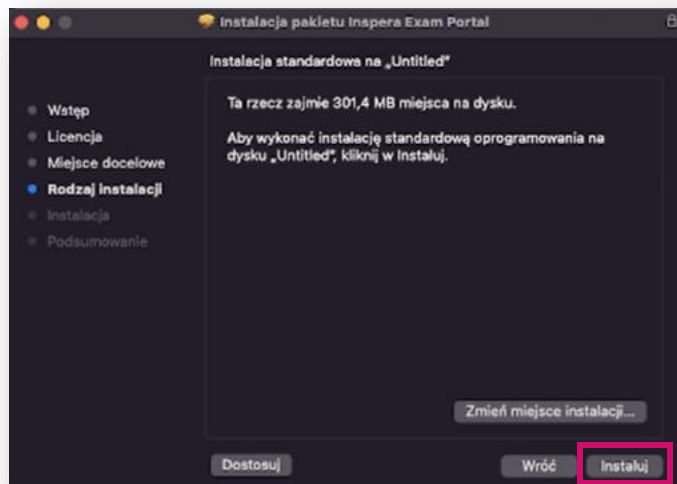 Instalacja pakietu Inspera Exam Portal
Instalacja standardowa na „Untitled”
Wstęp
Licencja
Miejsce docelowe
Rodzaj instalacji
Instalacja
Podsumowanie
Ta rzecz zajmie 301,4 MB miejsca na dysku.
Aby wykonać instalację standardową oprogramowania na
dysku „Untitled”, kliknij w Instaluj.
Zmień miejsce instalacji...
Dostosuj
Wróć
Instaluj